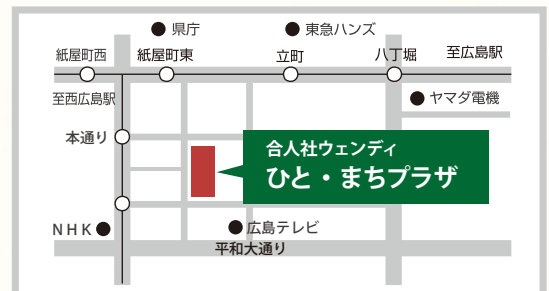 県庁
東急ハンズ
紙屋町西
紙屋町東
立町
八丁堀
至広島駅
至西広島駅
ヤマダ電機
本通り
合人社ウェンディ
ひと・まちプラザ
NHK
広島テレビ
平和大通り